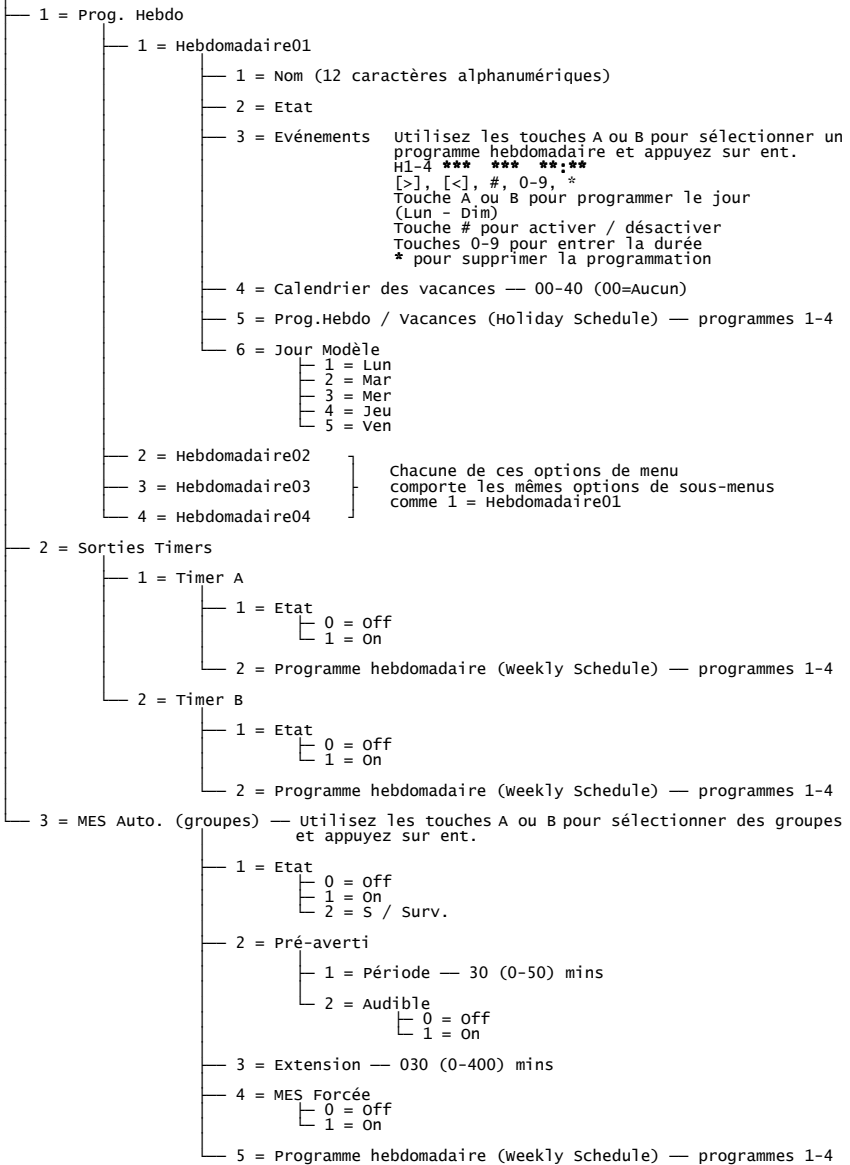 1 = Prog. Hebdo
1 = Hebdomadaire01
1 = Nom (12 caractères alphanumériques)
2 = Etat
3 = Evénements Utilisez les touches A ou B pour sélectionner un
programme hebdomadaire et appuyez sur ent.
H1-4 *** *** **:**
[>], [<], #, 0-9, *
Touche A ou B pour programmer le jour
(Lun - Dim)
Touche # pour activer / désactiver
Touches 0-9 pour entrer la durée
* pour supprimer la programmation
4 = Calendrier des vacances — 00-40 (00=Aucun)
5 = Prog.Hebdo / Vacances (Holiday Schedule) — programmes 1-4
6 = Jour Modèle
1 = Lun
2 = Mar
3 = Mer
4 = Jeu
5 = Ven
2 = Hebdomadaire02
3 = Hebdomadaire03
4 = Hebdomadaire04
Chacune de ces options de menu
comporte les mêmes options de sous-menus
comme 1 = Hebdomadaire01
2 = Sorties Timers
1 = Timer A
1 = Etat
0 = Off
1 = On
2 = Programme hebdomadaire (Weekly Schedule) — programmes 1-4
2 = Timer B
1 = Etat
0 = Off
1 = On
2 = Programme hebdomadaire (Weekly Schedule) — programmes 1-4
3 = MES Auto. (groupes) — Utilisez les touches A ou B pour sélectionner des groupes
et appuyez sur ent.
1 = Etat
0 = Off
1 = On
2 = S / Surv.
2 = Pré-averti
1 = Période — 30 (0-50) mins
2 = Audible
0 = Off
1 = On
3 = Extension — 030 (0-400) mins
4 = MES Forcée
0 = Off
1 = On
5 = Programme hebdomadaire (Weekly Schedule) — programmes 1-4